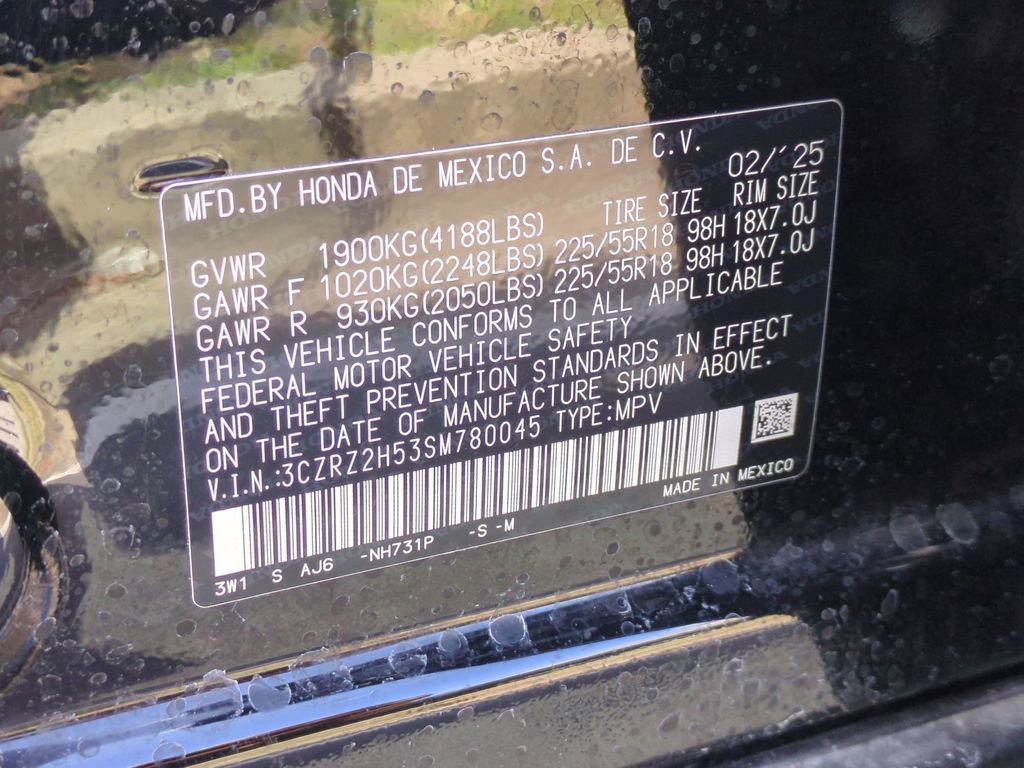 MFD.BY HONDA DE MEXICO S.A. DE C.V. 02/´25
GVWR 1900KG(4188LBS) TIRE SIZE RIM SIZE
GAWR F 1020KG(2248LBS) 225/55R18 98H 18X7.0J
GAWR R 930KG(2050LBS) 225/55R18 98H 18X7.0J
THIS VEHICLE CONFORMS TO ALL APPLICABLE
FEDERAL MOTOR VEHICLE SAFETY
AND THEFT PREVENTION STANDARDS IN EFFECT
ON THE DATE OF MANUFACTURE SHOWN ABOVE.
V.I.N.:3CZRZ2H53SM780045 TYPE:MPV
MADE IN MEXICO
3W1 S AJ6 -NH731P -S -M